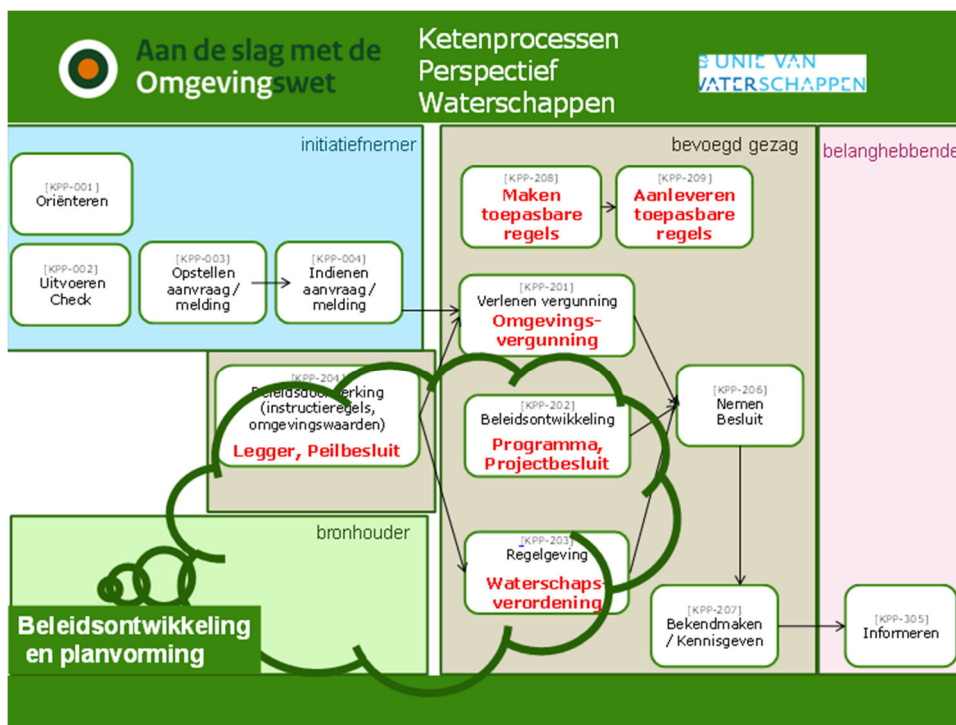 Aan de slag met de
Omgevingswet
Ketenprocessen
Perspectief
Waterschappen
UNIE VAN
WATERSCHAPPEN
initiatiefnemer
bevoegd gezag
belanghebbende
[KPP-001]
Oriënteren
[KPP-208]
Maken
toepasbare
regels
[KPP-209]
Aanleveren
toepasbare
regels
[KPP-002]
Uitvoeren
Check
[KPP-003]
Opstellen
aanvraag/
melding
[KPP-004]
Indienen
aanvraag/
melding
[KPP-201]
Verlenen vergunning
Omgevings-
vergunning
[KPP-204]
Beleidsdoorwerking
(instructieregels,
omgevingswaarden)
Legger, Peilbesluit
[KPP-202]
Beleidsontwikkeling
Programma,
Projectbesluit
[KPP-206]
Nemen
Besluit
bronhouder
[KPP-203]
Regelgeving
Waterschaps-
verordening
Beleidsontwikkeling
en planvorming
[KPP-207]
Bekendmaken
/ Kennisgeven
[KPP-305]
Informeren